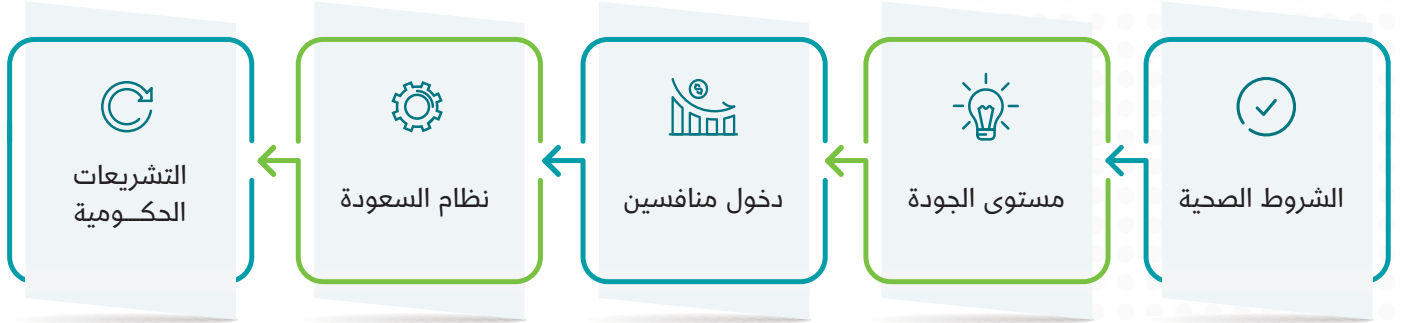 الشروط الصحية
مستوى الجودة
دخول منافسين
نظام السعودة
التشريعات
الحكــومية